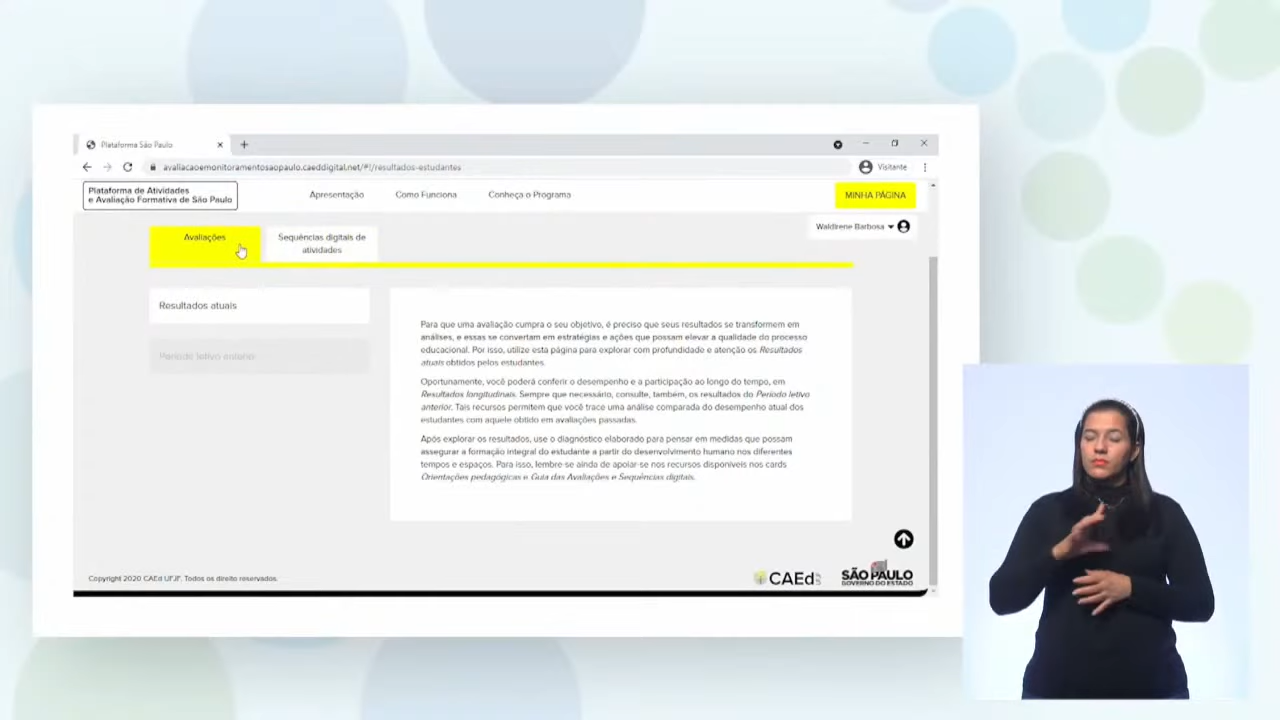 Plataforma São Paulo
avaliacaoemonitoramentosaopaulo.caeddigital.net/#!/resultados-estudantes
Visitante
Plataforma de Atividades
e Avaliação Formativa de São Paulo
Apresentação
Como Funciona
Conheça o Programa
MINHA PÁGINA
Waldirene Barbosa
Avaliações
Sequências digitais de
atividades
Resultados atuais
Período letivo anterior
Para que uma avaliação cumpra o seu objetivo, é preciso que seus resultados se transformem em
análises, e essas se convertam em estratégias e ações que possam elevar a qualidade do processo
educacional. Por isso, utilize esta página para explorar com profundidade e atenção os Resultados
atuais obtidos pelos estudantes.
Oportunamente, você poderá conferir o desempenho e a participação ao longo do tempo, em
Resultados longitudinais. Sempre que necessário, consulte, também, os resultados do Período letivo
anterior. Tais recursos permitem que você trace uma análise comparada do desempenho atual dos
estudantes com aquele obtido em avaliações passadas.
Após explorar os resultados, use o diagnóstico elaborado para pensar em medidas que possam
assegurar a formação integral do estudante a partir do desenvolvimento humano nos diferentes
tempos e espaços. Para isso, lembre-se ainda de apoiar-se nos recursos disponíveis nos cards
Orientações pedagógicas e Guia das Avaliações e Sequências digitais.
Copyright 2020 CAEd UFJF. Todos os direito reservados.
CAEd
SÃO PAULO
GOVERNO DO ESTADO